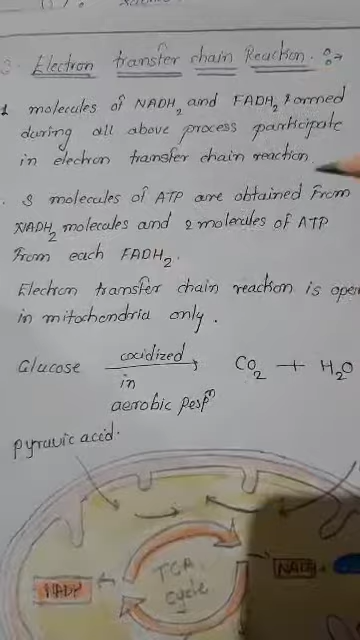 Electron transfer chain Reaction. :-
molecules of NADH2 and FADH2 formed
during all above process participate
in electron transfer chain reaction.
3 molecules of ATP are obtained from
NADH2 molecules and 2 molecules of ATP
from each FADH2.
Electron transfer chain reaction is oper
in mitochondria only.
Glucose oxidized → CO2 + H2O
in
aerobic respn
pyruvic acid.
TCA
cycle